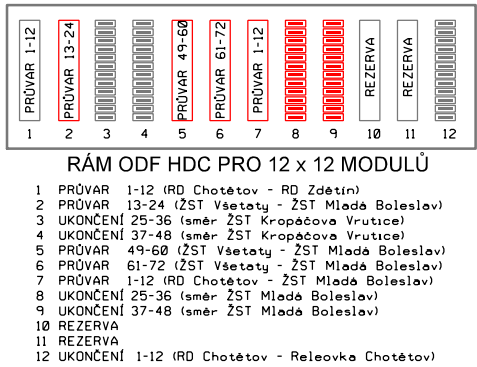 PRŮVAR 1-12
PRŮVAR 13-24
PRŮVAR 49-60
PRŮVAR 61-72
PRŮVAR 1-12
REZERVA
REZERVA
1 2 3 4 5 6 7 8 9 10 11 12
RÁM ODF HDC PRO 12 x 12 MODULŮ
1 PRŮVAR 1-12 (RD Chotětov - RD Zdětín)
2 PRŮVAR 13-24 (ŽST Všetaty - ŽST Mladá Boleslav)
3 UKONČENÍ 25-36 (směr ŽST Kropáčova Vrutice)
4 UKONČENÍ 37-48 (směr ŽST Kropáčova Vrutice)
5 PRŮVAR 49-60 (ŽST Všetaty - ŽST Mladá Boleslav)
6 PRŮVAR 61-72 (ŽST Všetaty - ŽST Mladá Boleslav)
7 PRŮVAR 1-12 (RD Chotětov - ŽST Mladá Boleslav)
8 UKONČENÍ 25-36 (směr ŽST Mladá Boleslav)
9 UKONČENÍ 37-48 (směr ŽST Mladá Boleslav)
10 REZERVA
11 REZERVA
12 UKONČENÍ 1-12 (RD Chotětov - Releovka Chotětov)